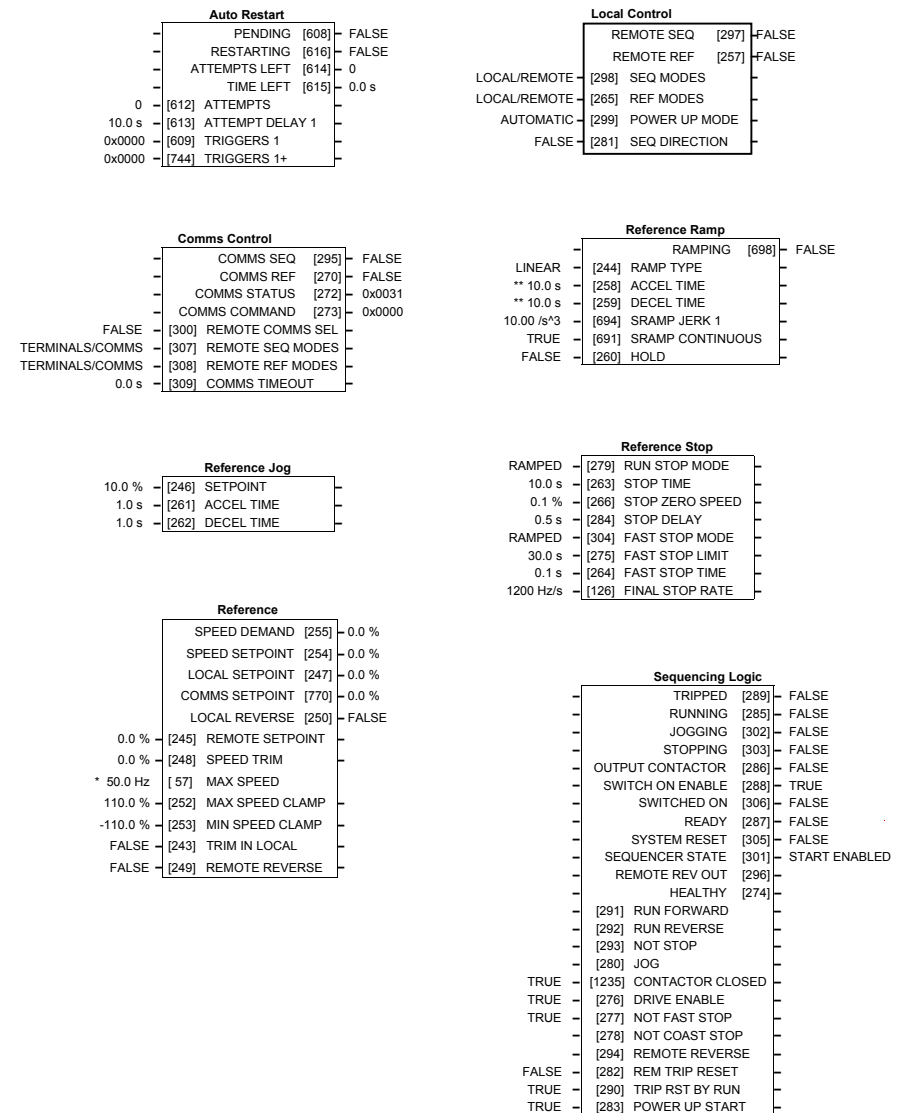 Auto Restart
PENDING [608] FALSE
RESTARTING [616] FALSE
ATTEMPTS LEFT [614] 0
TIME LEFT [615] 0.0 s
0 [612] ATTEMPTS
10.0 s [613] ATTEMPT DELAY 1
0x0000 [609] TRIGGERS 1
0x0000 [744] TRIGGERS 1+
Local Control
REMOTE SEQ [297] FALSE
REMOTE REF [257] FALSE
LOCAL/REMOTE [298] SEQ MODES
LOCAL/REMOTE [265] REF MODES
AUTOMATIC [299] POWER UP MODE
FALSE [281] SEQ DIRECTION
Comms Control
COMMS SEQ [295] FALSE
COMMS REF [270] FALSE
COMMS STATUS [272] 0x0031
COMMS COMMAND [273] 0x0000
FALSE [300] REMOTE COMMS SEL
TERMINALS/COMMS [307] REMOTE SEQ MODES
TERMINALS/COMMS [308] REMOTE REF MODES
0.0 s [309] COMMS TIMEOUT
Reference Ramp
RAMPING [698] FALSE
LINEAR [244] RAMP TYPE
** 10.0 s [258] ACCEL TIME
** 10.0 s [259] DECEL TIME
10.00 /s^3 [694] SRAMP JERK 1
TRUE [691] SRAMP CONTINUOUS
FALSE [260] HOLD
Reference Jog
10.0 % [246] SETPOINT
1.0 s [261] ACCEL TIME
1.0 s [262] DECEL TIME
Reference Stop
RAMPED [279] RUN STOP MODE
10.0 s [263] STOP TIME
0.1 % [266] STOP ZERO SPEED
0.5 s [284] STOP DELAY
RAMPED [304] FAST STOP MODE
30.0 s [275] FAST STOP LIMIT
0.1 s [264] FAST STOP TIME
1200 Hz/s [126] FINAL STOP RATE
Reference
SPEED DEMAND [255] 0.0 %
SPEED SETPOINT [254] 0.0 %
LOCAL SETPOINT [247] 0.0 %
COMMS SETPOINT [770] 0.0 %
LOCAL REVERSE [250] FALSE
0.0 % [245] REMOTE SETPOINT
0.0 % [248] SPEED TRIM
* 50.0 Hz [ 57] MAX SPEED
110.0 % [252] MAX SPEED CLAMP
-110.0 % [253] MIN SPEED CLAMP
FALSE [243] TRIM IN LOCAL
FALSE [249] REMOTE REVERSE
Sequencing Logic
TRIPPED [289] FALSE
RUNNING [285] FALSE
JOGGING [302] FALSE
STOPPING [303] FALSE
OUTPUT CONTACTOR [286] FALSE
SWITCH ON ENABLE [288] TRUE
SWITCHED ON [306] FALSE
READY [287] FALSE
SYSTEM RESET [305] FALSE
SEQUENCER STATE [301] START ENABLED
REMOTE REV OUT [296]
HEALTHY [274]
[291] RUN FORWARD
[292] RUN REVERSE
[293] NOT STOP
[280] JOG
TRUE [1235] CONTACTOR CLOSED
TRUE [276] DRIVE ENABLE
TRUE [277] NOT FAST STOP
[278] NOT COAST STOP
[294] REMOTE REVERSE
FALSE [282] REM TRIP RESET
TRUE [290] TRIP RST BY RUN
TRUE [283] POWER UP START